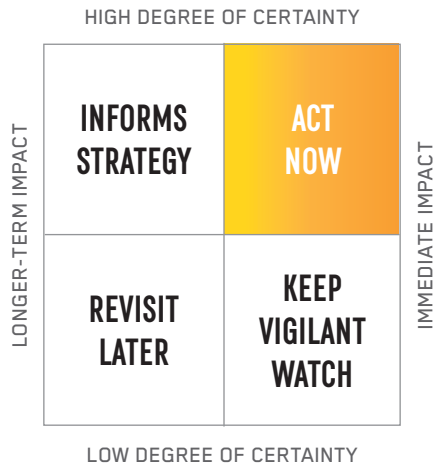 HIGH DEGREE OF CERTAINTY
LONGER-TERM IMPACT
INFORMS
STRATEGY
ACT
NOW
IMMEDIATE IMPACT
REVISIT
LATER
KEEP
VIGILANT
WATCH
LOW DEGREE OF CERTAINTY